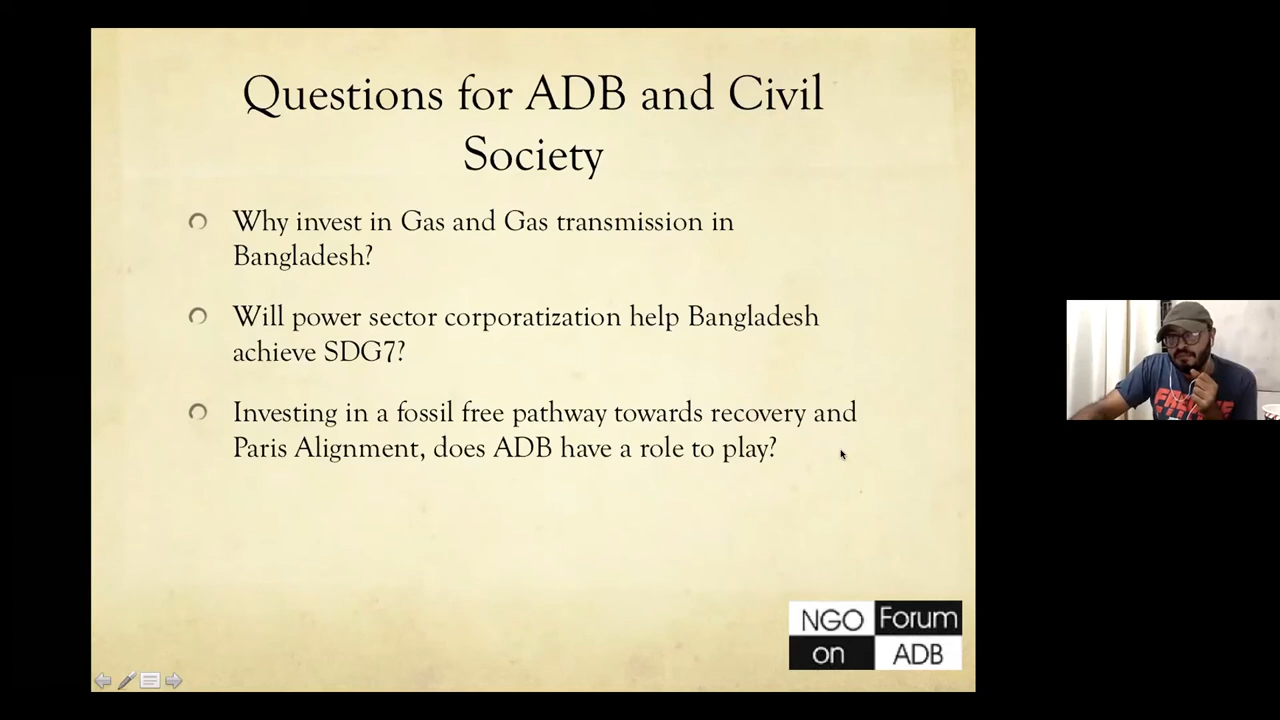 Questions for ADB and Civil
Society
Why invest in Gas and Gas transmission in
Bangladesh?
Will power sector corporatization help Bangladesh
achieve SDG7?
Investing in a fossil free pathway towards recovery and
Paris Alignment, does ADB have a role to play?
NGO Forum
on ADB